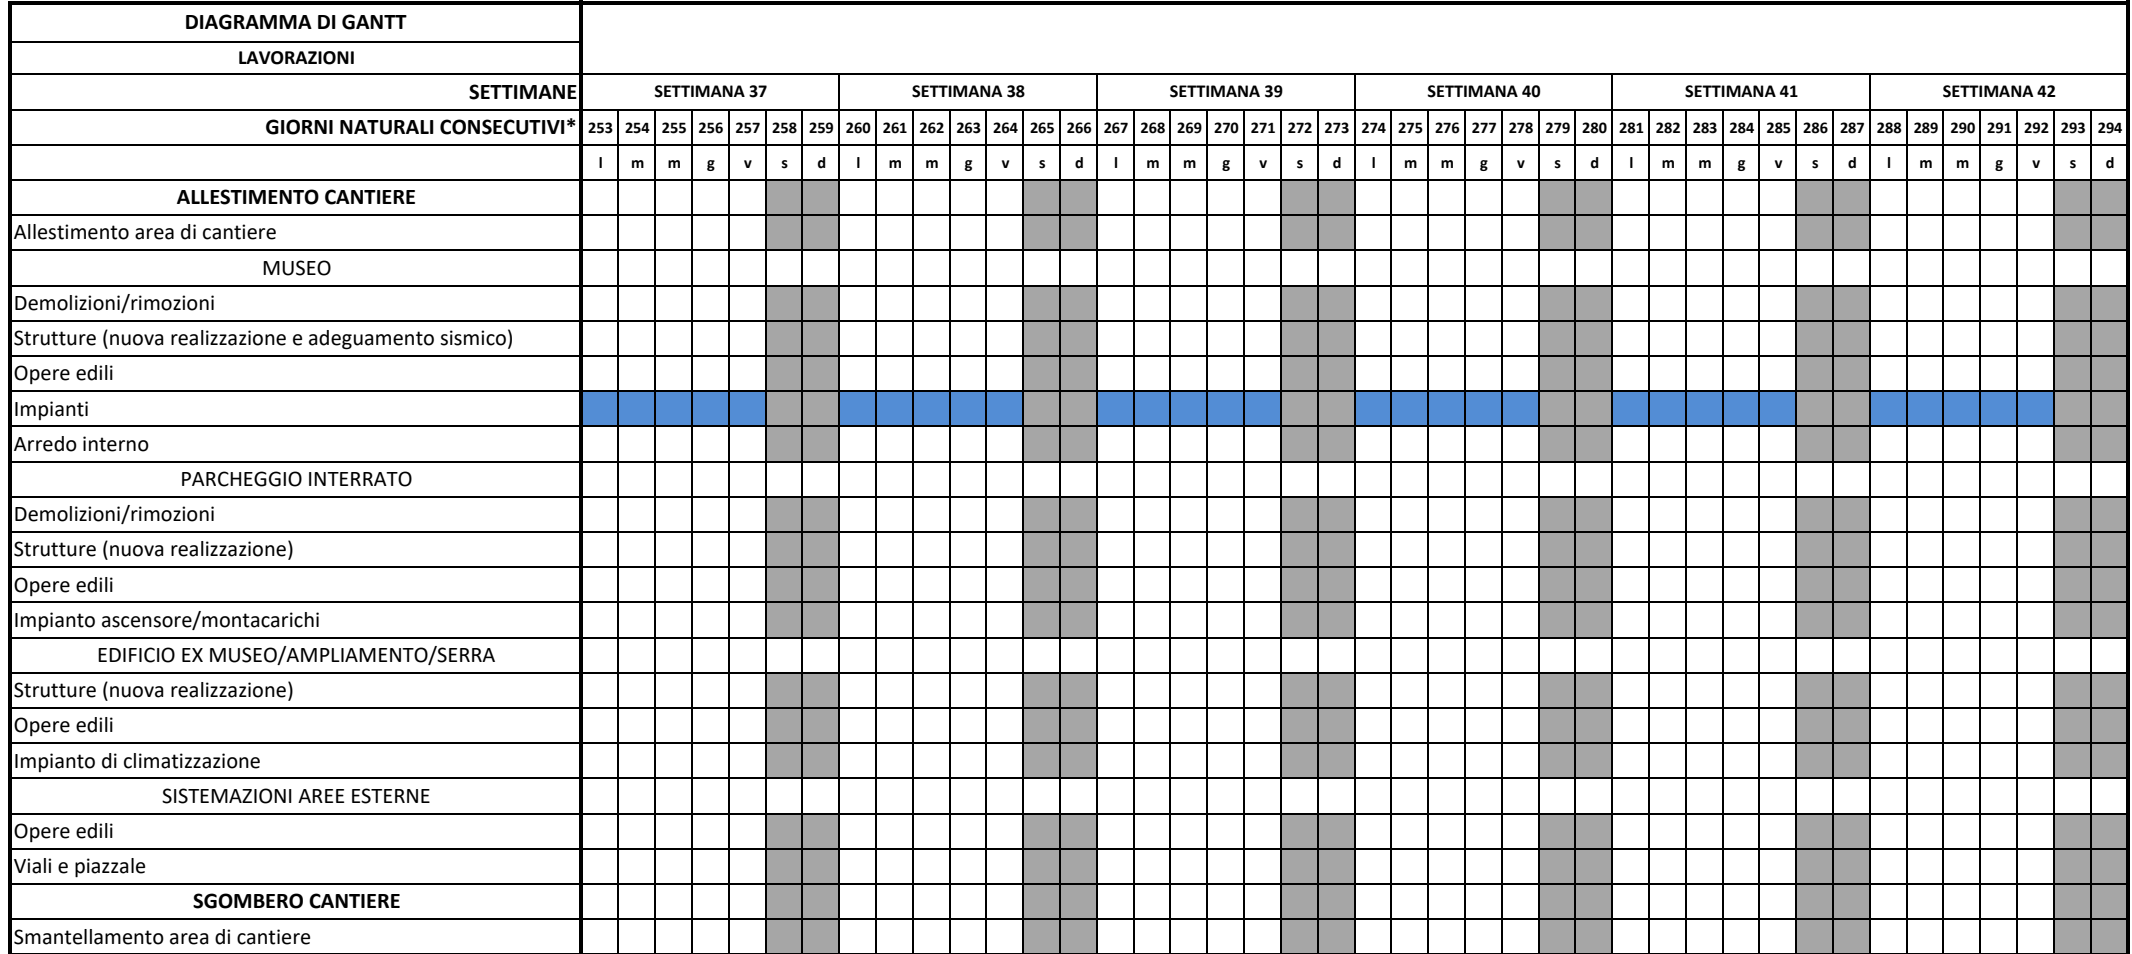 DIAGRAMMA DI GANTT
LAVORAZIONI
SETTIMANE SETTIMANA 37 SETTIMANA 38 SETTIMANA 39 SETTIMANA 40 SETTIMANA 41 SETTIMANA 42
GIORNI NATURALI CONSECUTIVI* 253 254 255 256 257 258 259 260 261 262 263 264 265 266 267 268 269 270 271 272 273 274 275 276 277 278 279 280 281 282 283 284 285 286 287 288 289 290 291 292 293 294
l m m g v s d l m m g v s d l m m g v s d l m m g v s d l m m g v s d l m m g v s d
ALLESTIMENTO CANTIERE
Allestimento area di cantiere
MUSEO
Demolizioni/rimozioni
Strutture (nuova realizzazione e adeguamento sismico)
Opere edili
Impianti
Arredo interno
PARCHEGGIO INTERRATO
Demolizioni/rimozioni
Strutture (nuova realizzazione)
Opere edili
Impianto ascensore/montacarichi
EDIFICIO EX MUSEO/AMPLIAMENTO/SERRA
Strutture (nuova realizzazione)
Opere edili
Impianto di climatizzazione
SISTEMAZIONI AREE ESTERNE
Opere edili
Viali e piazzale
SGOMBERO CANTIERE
Smantellamento area di cantiere